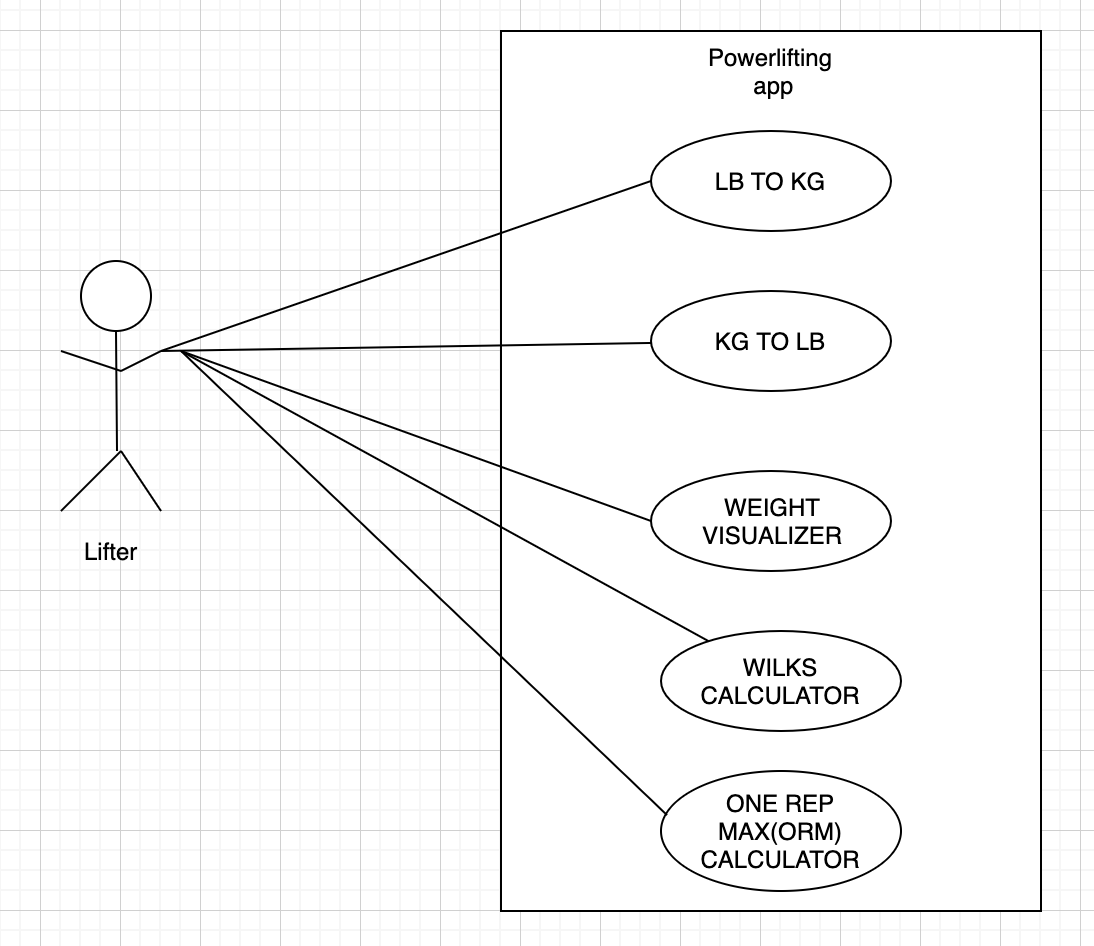 Powerlifting
app
LB TO KG
KG TO LB
WEIGHT
VISUALIZER
Lifter
WILKS
CALCULATOR
ONE REP
MAX(ORM)
CALCULATOR